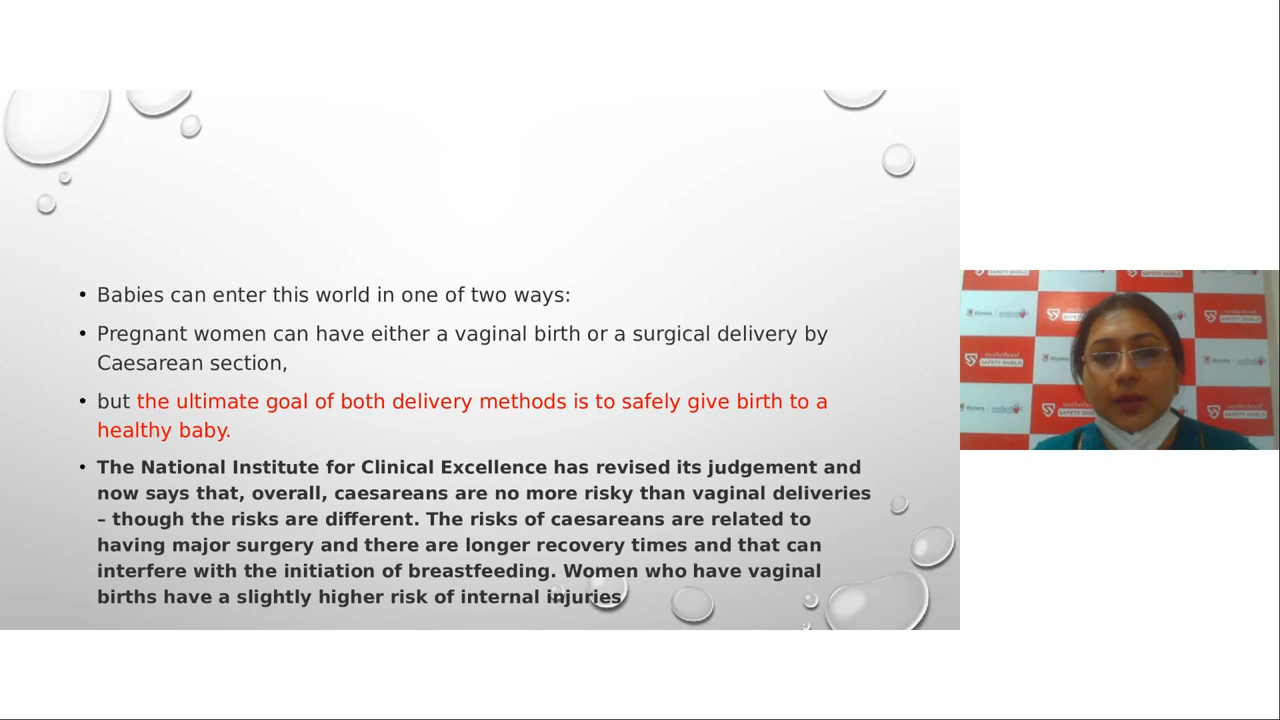 • Babies can enter this world in one of two ways:
• Pregnant women can have either a vaginal birth or a surgical delivery by
Caesarean section,
• but the ultimate goal of both delivery methods is to safely give birth to a
healthy baby.
• The National Institute for Clinical Excellence has revised its judgement and
now says that, overall, caesareans are no more risky than vaginal deliveries
– though the risks are different. The risks of caesareans are related to
having major surgery and there are longer recovery times and that can
interfere with the initiation of breastfeeding. Women who have vaginal
births have a slightly higher risk of internal injuries
motherhood
SAFETY SHIELD